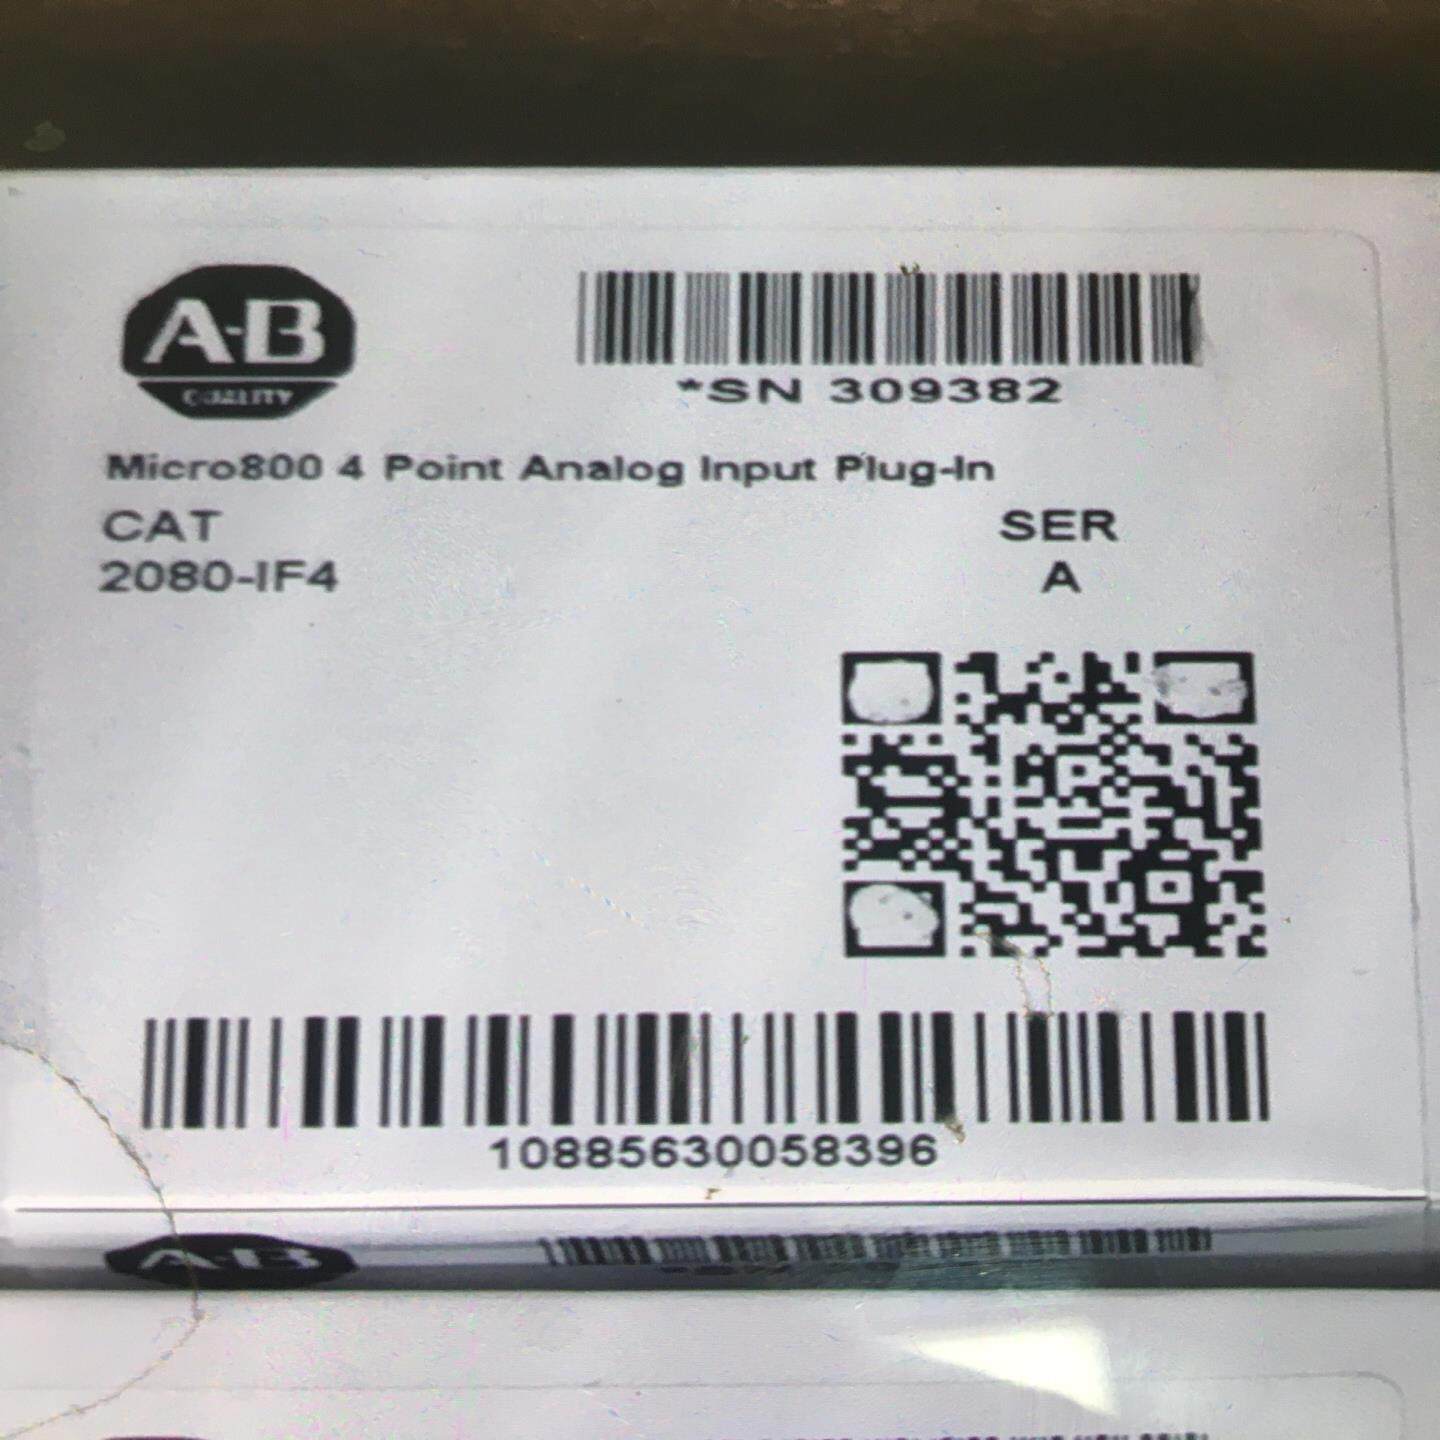 A-B
QUALITY
*SN 309382
Micro800 4 Point Analog Input Plug-In
CAT
SER
2080-IF4
A
10885630058396
A-B